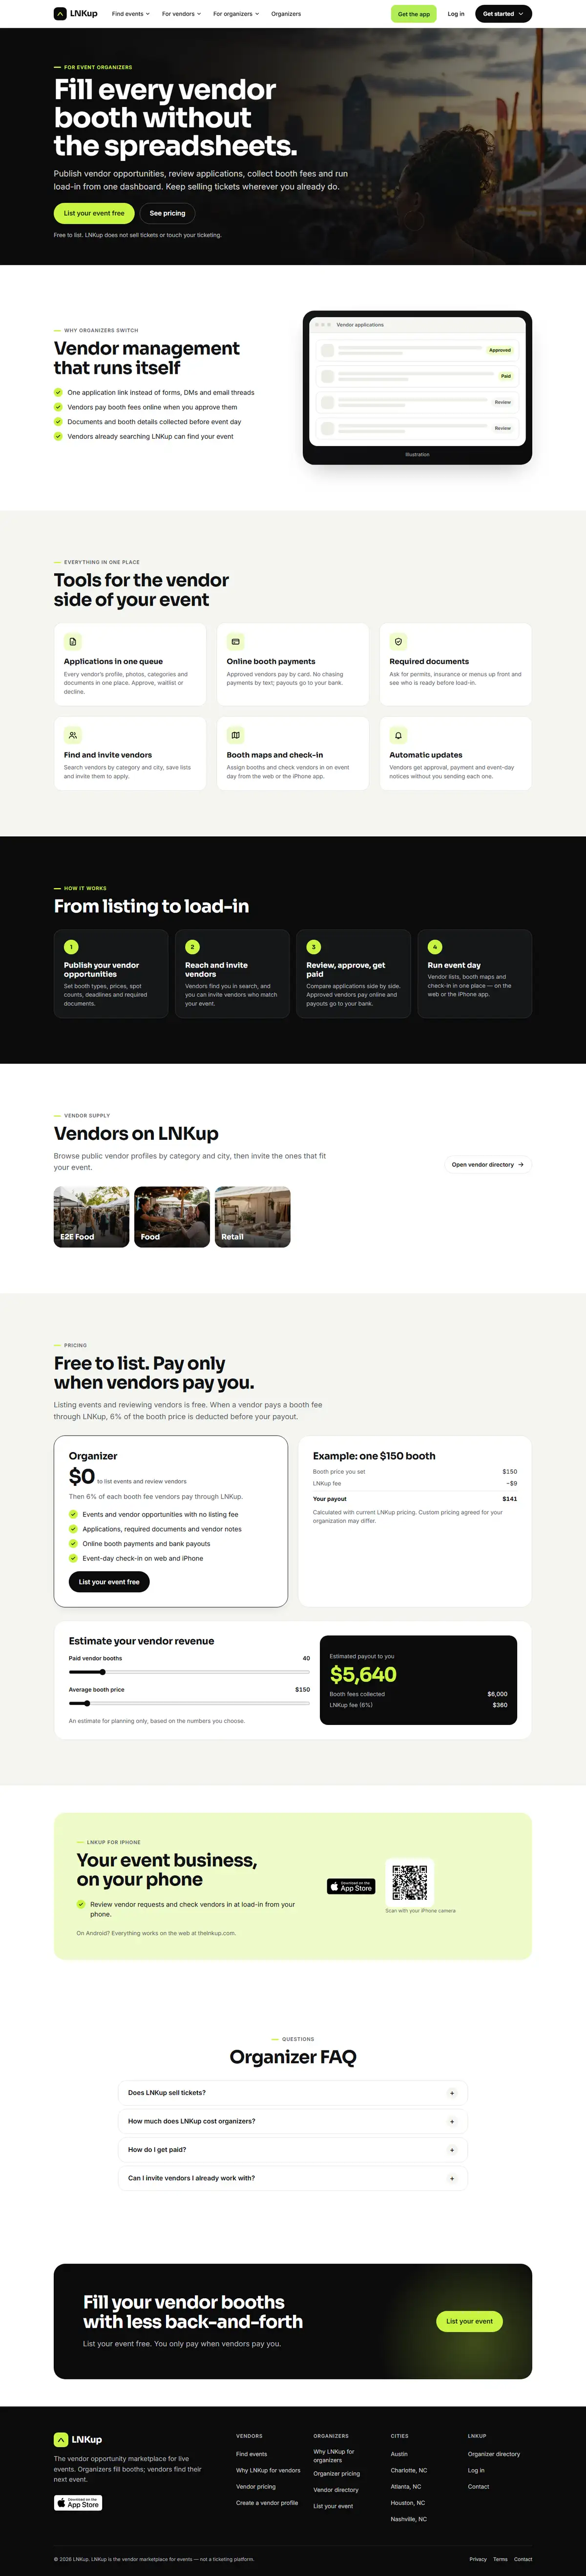 LNKup
Find events
For vendors
For organizers
Organizers
Get the app
Log in
Get started
FOR EVENT ORGANIZERS
Fill every vendor
booth without
the spreadsheets.
Publish vendor opportunities, review applications, collect booth fees and run
load-in from one dashboard. Keep selling tickets wherever you already do.
List your event free
See pricing
Free to list. LNKup does not sell tickets or touch your ticketing.
WHY ORGANIZERS SWITCH
Vendor management
that runs itself
One application link instead of forms, DMs and email threads
Vendors pay booth fees online when you approve them
Documents and booth details collected before event day
Vendors already searching LNKup can find your event
Vendor applications
Approved
Paid
Review
Review
Illustration
EVERYTHING IN ONE PLACE
Tools for the vendor
side of your event
Applications in one queue
Every vendor's profile, photos, categories and
documents in one place. Approve, waitlist or
decline.
Online booth payments
Approved vendors pay by card. No chasing
payments by text; payouts go to your bank.
Required documents
Ask for permits, insurance or menus up front and
see who is ready before load-in.
Find and invite vendors
Search vendors by category and city, save lists
and invite them to apply.
Booth maps and check-in
Assign booths and check vendors in on event
day from the web or the iPhone app.
Automatic updates
Vendors get approval, payment and event-day
notices without you sending each one.
HOW IT WORKS
From listing to load-in
1
Publish your vendor
opportunities
Set booth types, prices, spot
counts, deadlines and required
documents.
2
Reach and invite
vendors
Vendors find you in search, and
you can invite vendors who match
your event.
3
Review, approve, get
paid
Compare applications side by side.
Approved vendors pay online and
payouts go to your bank.
4
Run event day
Vendor lists, booth maps and
check-in in one place — on the
web or the iPhone app.
VENDOR SUPPLY
Vendors on LNKup
Browse public vendor profiles by category and city, then invite the ones that fit
your event.
Open vendor directory
E2E Food
Food
Retail
PRICING
Free to list. Pay only
when vendors pay you.
Listing events and reviewing vendors is free. When a vendor pays a booth fee
through LNKup, 6% of the booth price is deducted before your payout.
Organizer
$0 to list events and review vendors
Then 6% of each booth fee vendors pay through LNKup.
Events and vendor opportunities with no listing fee
Applications, required documents and vendor notes
Online booth payments and bank payouts
Event-day check-in on web and iPhone
List your event free
Example: one $150 booth
Booth price you set $150
LNKup fee −$9
Your payout $141
Calculated with current LNKup pricing. Custom pricing agreed for your
organization may differ.
Estimate your vendor revenue
Paid vendor booths 40
Average booth price $150
An estimate for planning only, based on the numbers you choose.
Estimated payout to you
$5,640
Booth fees collected $6,000
LNKup fee (6%) $360
LNKUP FOR IPHONE
Your event business,
on your phone
Review vendor requests and check vendors in at load-in from your
phone.
On Android? Everything works on the web at thelnkup.com.
Download on the
App Store
Scan with your iPhone camera
QUESTIONS
Organizer FAQ
Does LNKup sell tickets?
How much does LNKup cost organizers?
How do I get paid?
Can I invite vendors I already work with?
Fill your vendor booths
with less back-and-forth
List your event free. You only pay when vendors pay you.
List your event
LNKup
The vendor opportunity marketplace for live
events. Organizers fill booths; vendors find their
next event.
Download on the
App Store
VENDORS
Find events
Why LNKup for vendors
Vendor pricing
Create a vendor profile
ORGANIZERS
Why LNKup for
organizers
Organizer pricing
Vendor directory
List your event
CITIES
Austin
Charlotte, NC
Atlanta, NC
Houston, NC
Nashville, NC
LNKUP
Organizer directory
Log in
Contact
© 2026 LNKup. LNKup is the vendor marketplace for events — not a ticketing platform.
Privacy
Terms
Contact